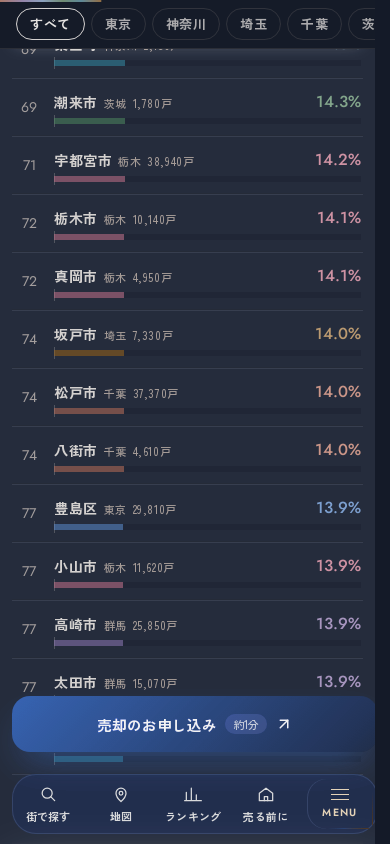 すべて 東京 神奈川 埼玉 千葉 茨
69
69 潮来市 茨城 1,780戸 14.3%
71 宇都宮市 栃木 38,940戸 14.2%
72 栃木市 栃木 10,140戸 14.1%
72 真岡市 栃木 4,950戸 14.1%
74 坂戸市 埼玉 7,330戸 14.0%
74 松戸市 千葉 37,370戸 14.0%
74 八街市 千葉 4,610戸 14.0%
77 豊島区 東京 29,810戸 13.9%
77 小山市 栃木 11,620戸 13.9%
77 高崎市 群馬 25,850戸 13.9%
77 太田市 群馬 15,070戸 13.9%
売却のお申し込み 約1分
街で探す 地図 ランキング 売る前に MENU